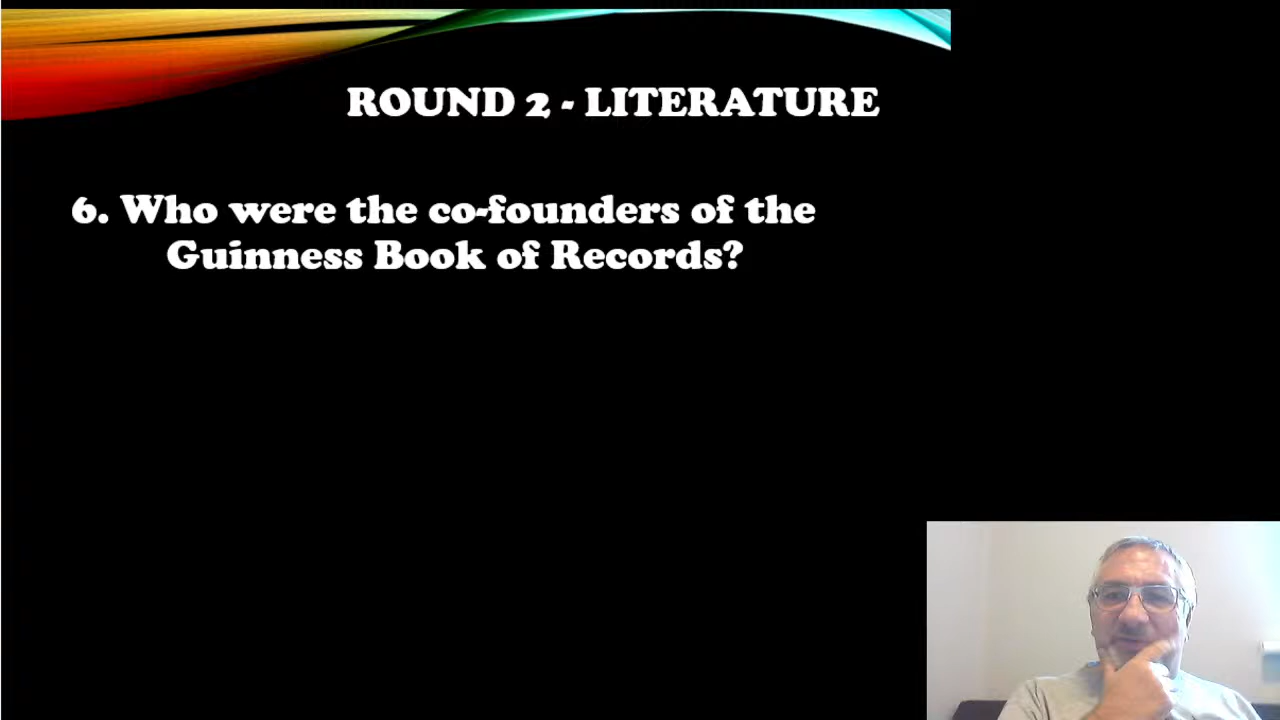 ROUND 2 - LITERATURE
6. Who were the co-founders of the
Guinness Book of Records?